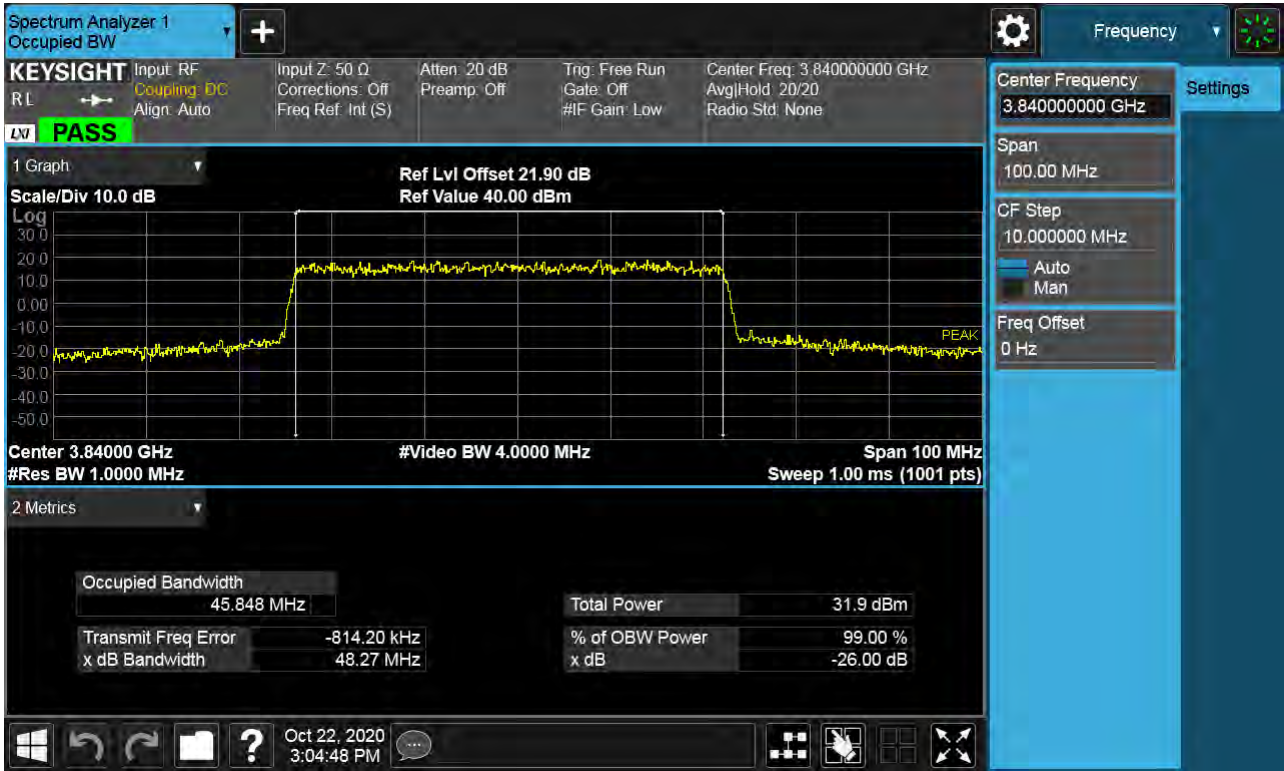 Spectrum Analyzer 1
Occupied BW
+
Frequency
KEYSIGHT
RL
LXI
PASS
Input: RF
Coupling: DC
Align: Auto
Input Z: 50 Ω
Corrections: Off
Freq Ref: Int (S)
Atten: 20 dB
Preamp: Off
Trig: Free Run
Gate: Off
#IF Gain: Low
Center Freq: 3.840000000 GHz
Avg|Hold: 20/20
Radio Std: None
Center Frequency
3.840000000 GHz
Settings
Span
100.00 MHz
CF Step
10.000000 MHz
Auto
Man
Freq Offset
0 Hz
1 Graph
Scale/Div 10.0 dB
Ref Lvl Offset 21.90 dB
Ref Value 40.00 dBm
Log
30.0
20.0
10.0
0.00
-10.0
-20.0
-30.0
-40.0
-50.0
PEAK
Center 3.84000 GHz
#Video BW 4.0000 MHz
Span 100 MHz
#Res BW 1.0000 MHz
Sweep 1.00 ms (1001 pts)
2 Metrics
Occupied Bandwidth
45.848 MHz
Transmit Freq Error -814.20 kHz
x dB Bandwidth 48.27 MHz
Total Power 31.9 dBm
% of OBW Power 99.00 %
x dB -26.00 dB
?
Oct 22, 2020
3:04:48 PM